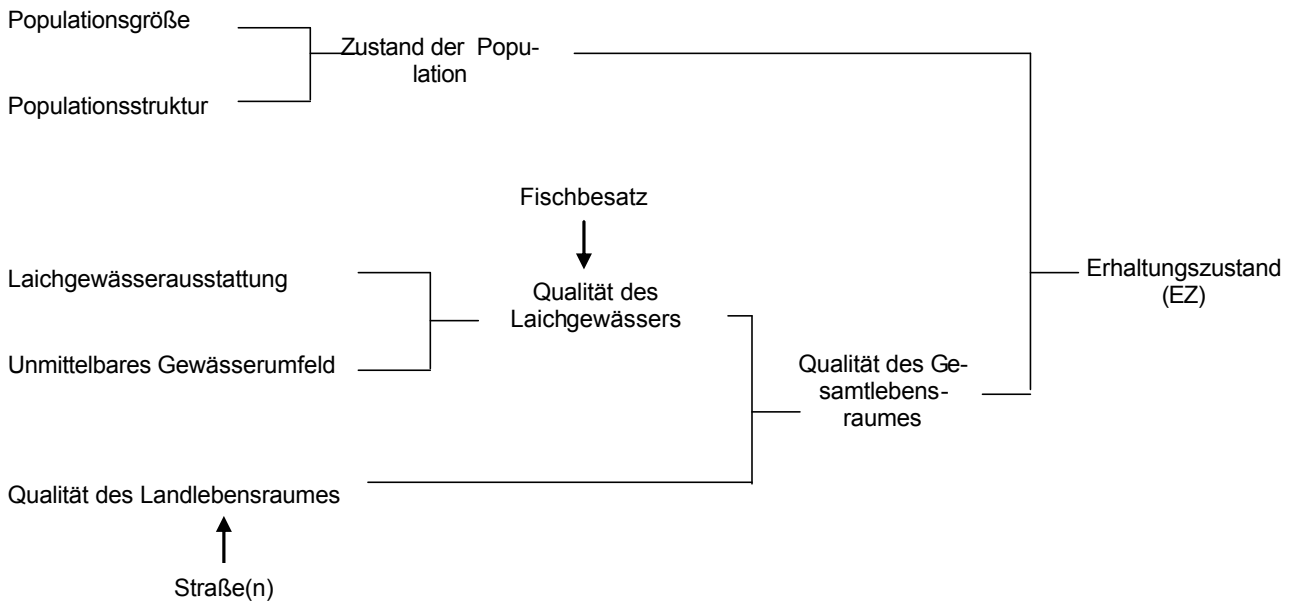 Populationsgröße
Zustand der Popu-
lation
Populationsstruktur
Fischbesatz
Laichgewässerausstattung
Qualität des
Laichgewässers
Erhaltungszustand
(EZ)
Unmittelbares Gewässerumfeld
Qualität des Ge-
samtlebens-
raumes
Qualität des Landlebensraumes
Straße(n)